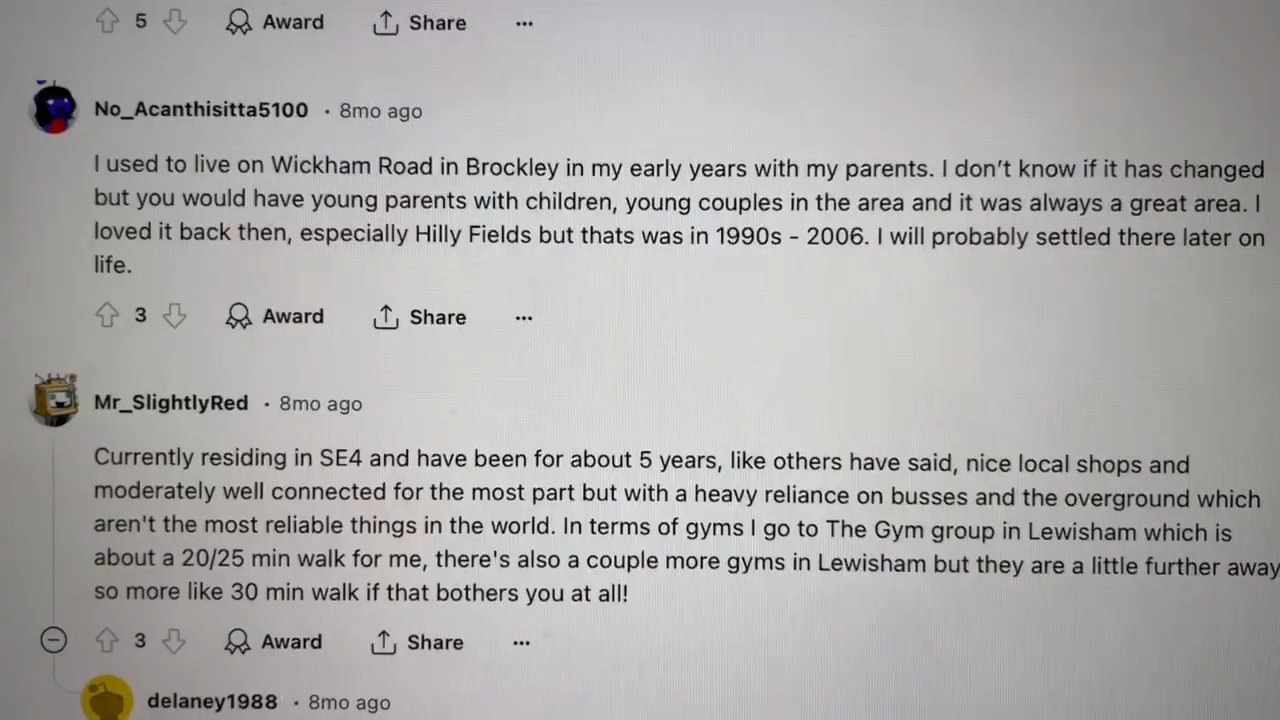 5 Award Share ...
No_Acanthisitta5100 · 8mo ago
I used to live on Wickham Road in Brockley in my early years with my parents. I don’t know if it has changed
but you would have young parents with children, young couples in the area and it was always a great area. I
loved it back then, especially Hilly Fields but thats was in 1990s - 2006. I will probably settled there later on
life.
3 Award Share ...
Mr_SlightlyRed · 8mo ago
Currently residing in SE4 and have been for about 5 years, like others have said, nice local shops and
moderately well connected for the most part but with a heavy reliance on busses and the overground which
aren't the most reliable things in the world. In terms of gyms I go to The Gym group in Lewisham which is
about a 20/25 min walk for me, there's also a couple more gyms in Lewisham but they are a little further away
so more like 30 min walk if that bothers you at all!
3 Award Share ...
delaney1988 · 8mo ago